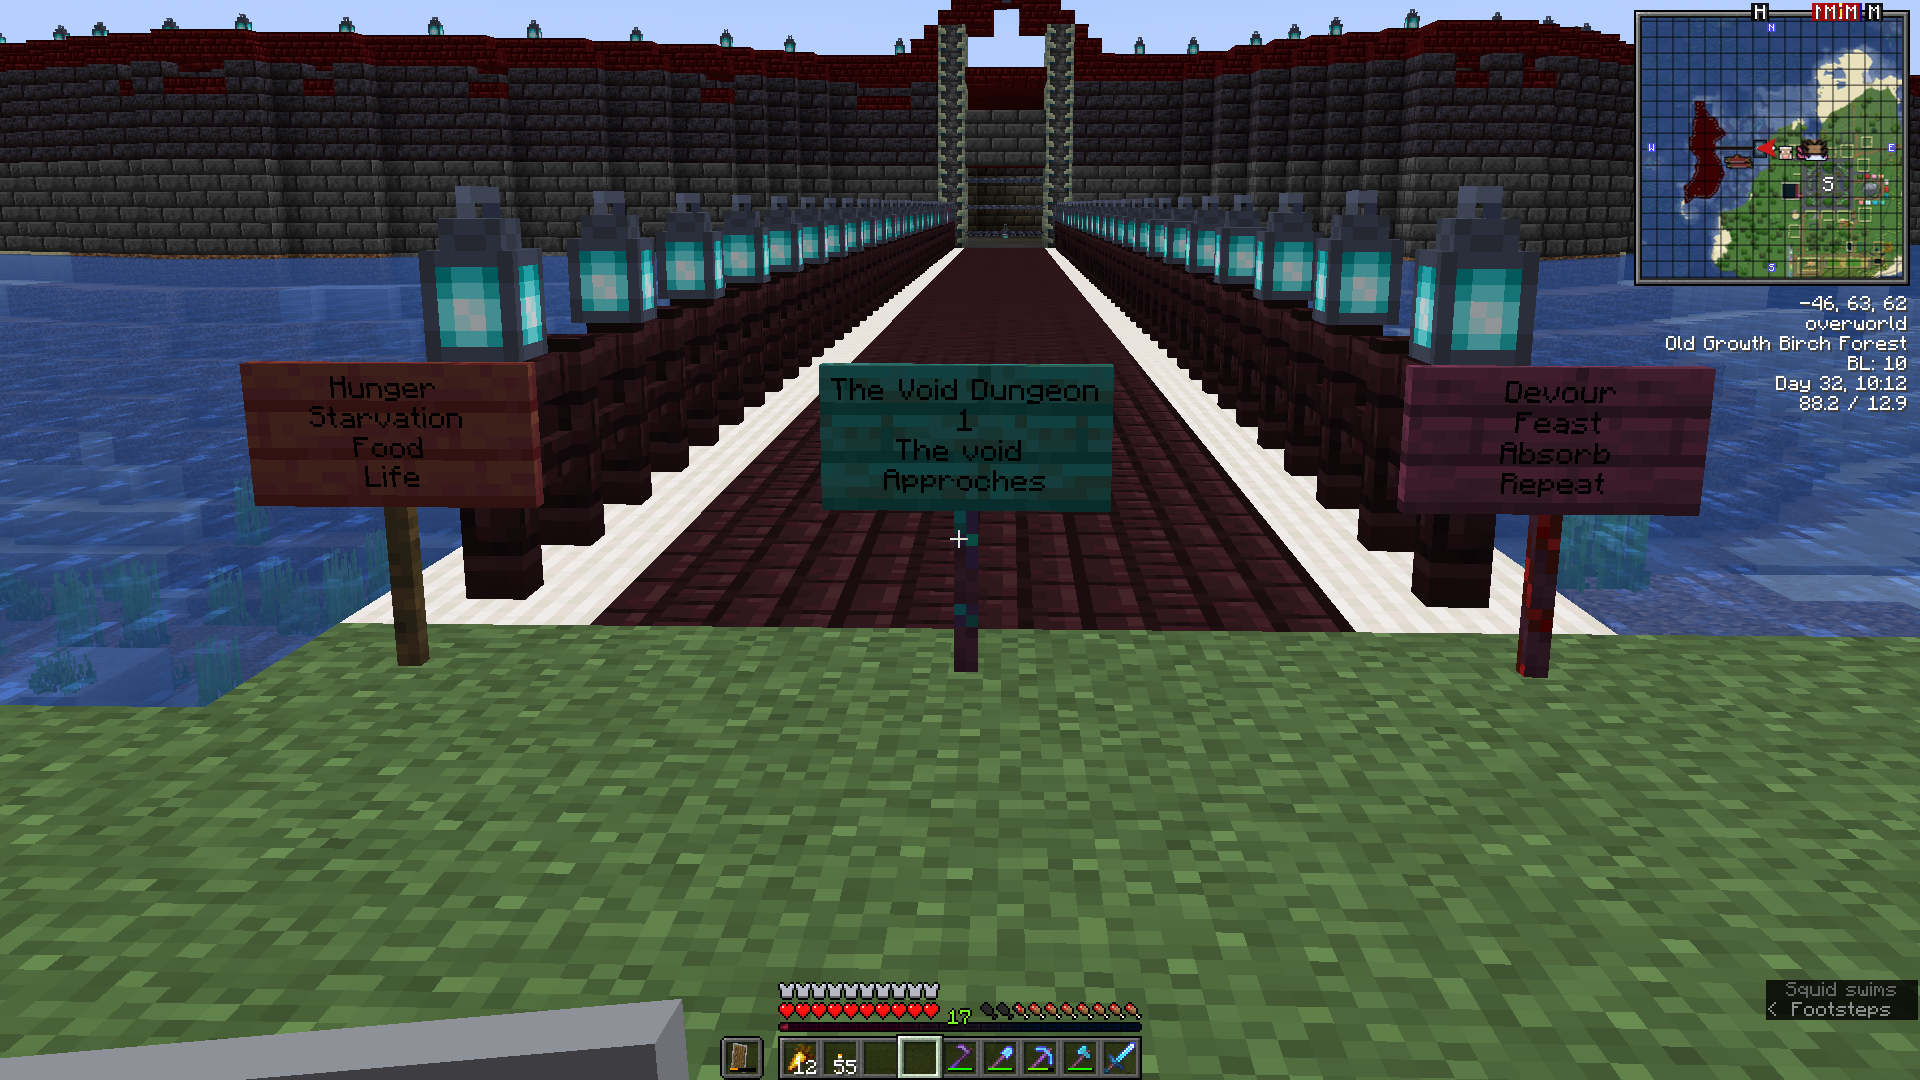 H
M
N
W
E
S
S
-46, 63, 62
overworld
Old Growth Birch Forest
BL: 10
Day 32, 10:12
88.2 / 12.9
Hunger
Starvation
Food
Life
The Void Dungeon
1
The void
Approches
Devour
Feast
Absorb
Repeat
Squid swims
< Footsteps
17
12
55